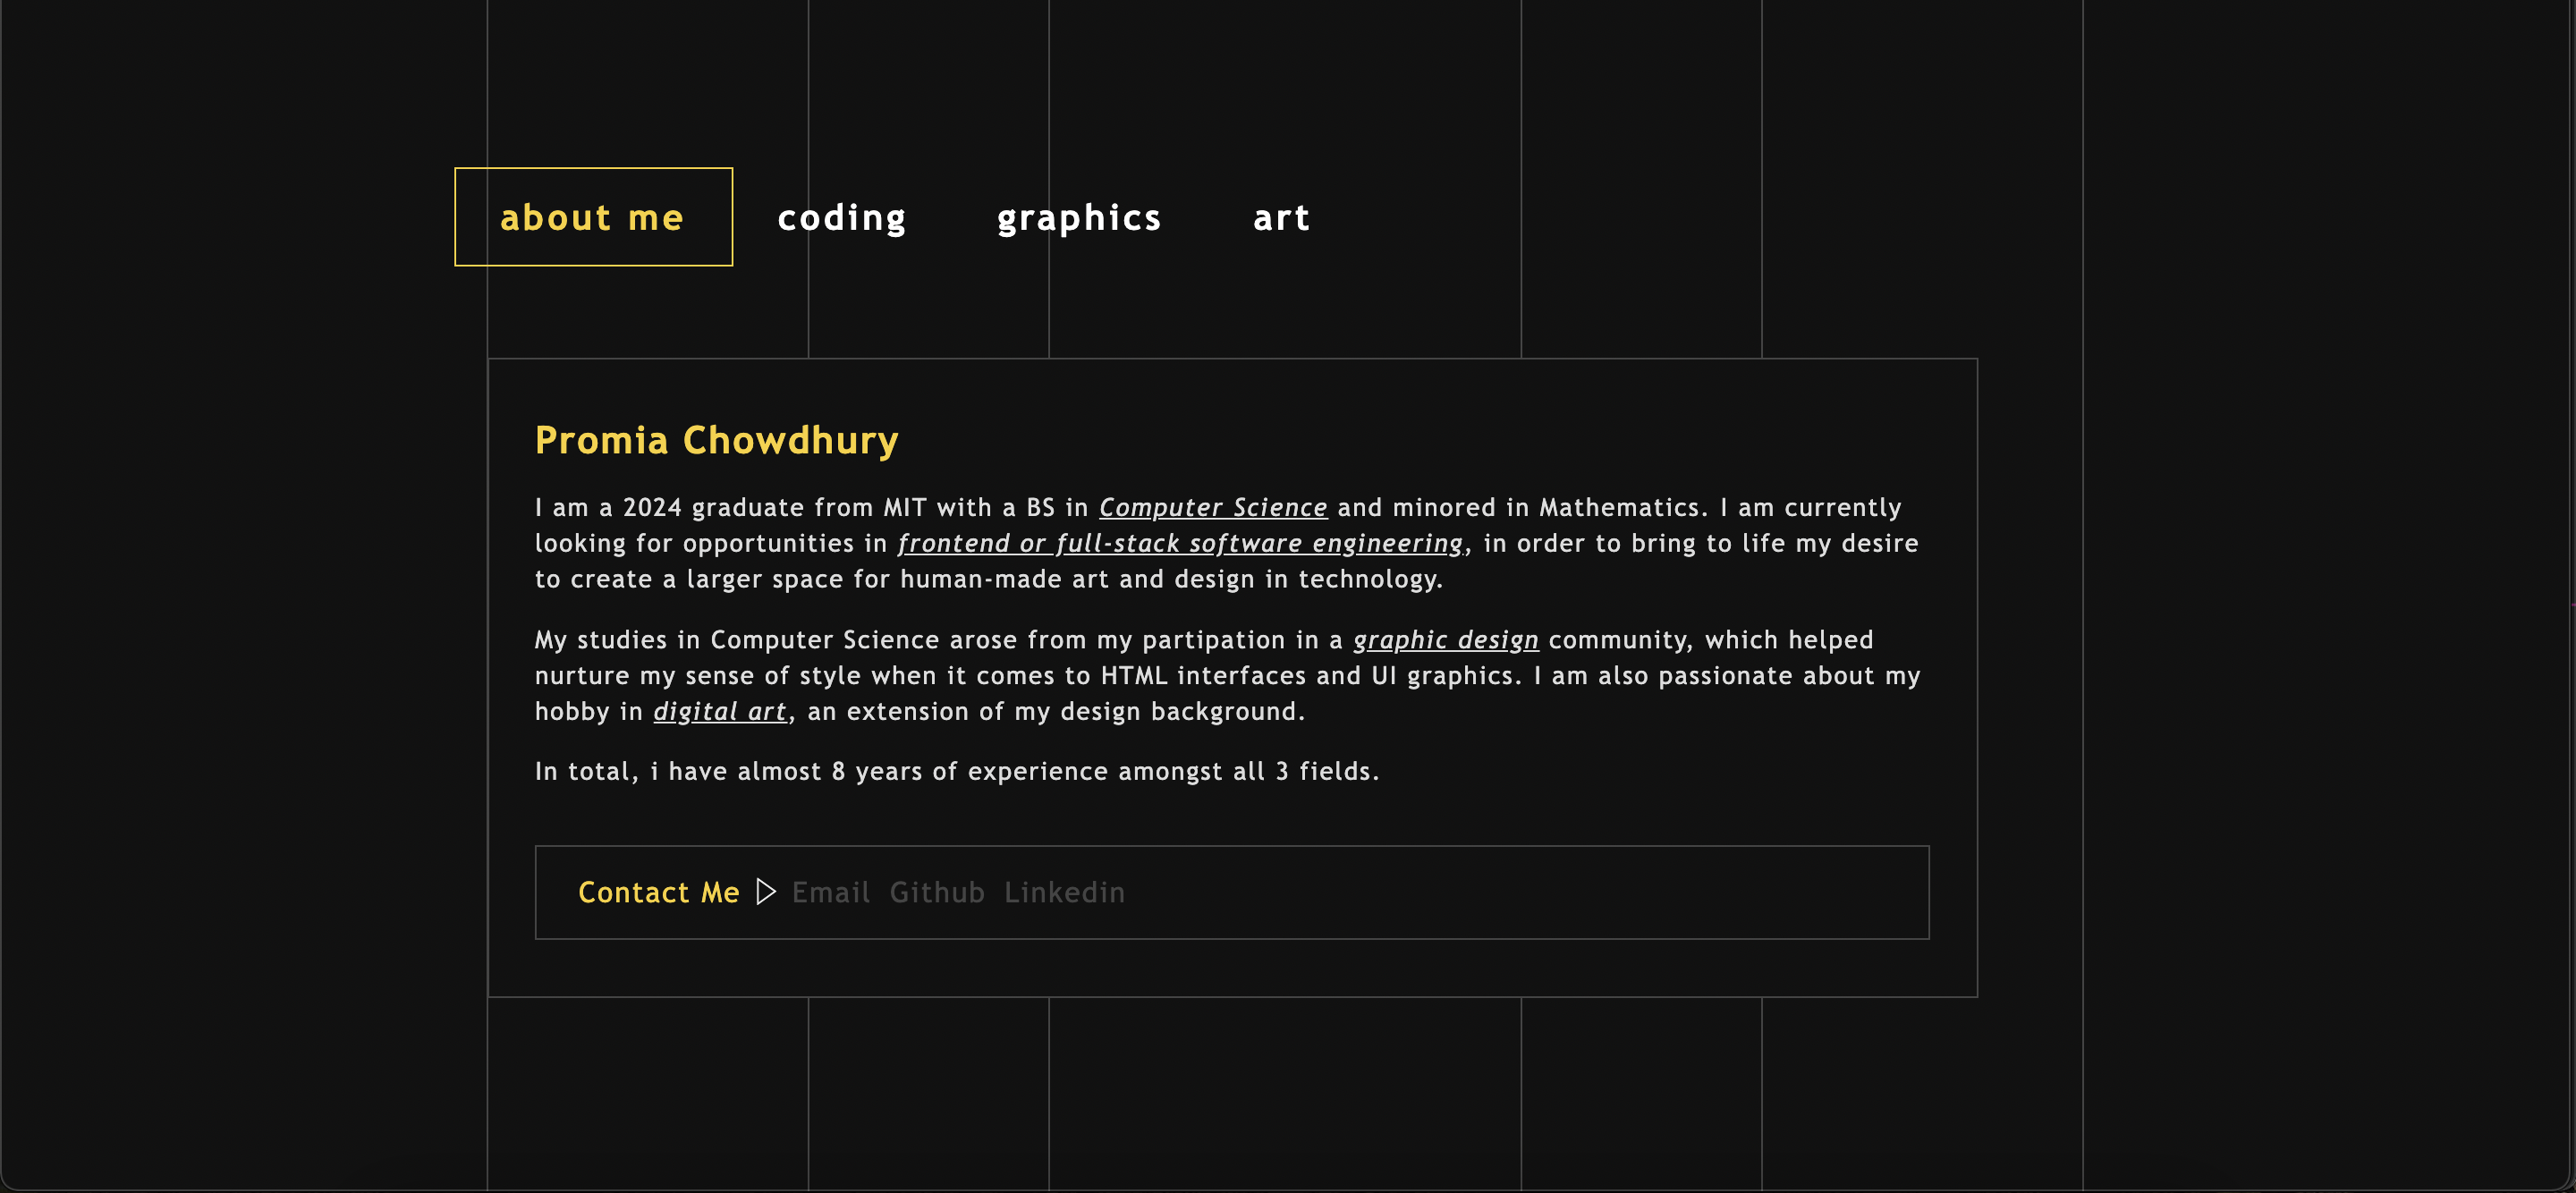 about me coding graphics art
Promia Chowdhury
I am a 2024 graduate from MIT with a BS in Computer Science and minored in Mathematics. I am currently
looking for opportunities in frontend or full-stack software engineering, in order to bring to life my desire
to create a larger space for human-made art and design in technology.
My studies in Computer Science arose from my partipation in a graphic design community, which helped
nurture my sense of style when it comes to HTML interfaces and UI graphics. I am also passionate about my
hobby in digital art, an extension of my design background.
In total, i have almost 8 years of experience amongst all 3 fields.
Contact Me Email Github Linkedin